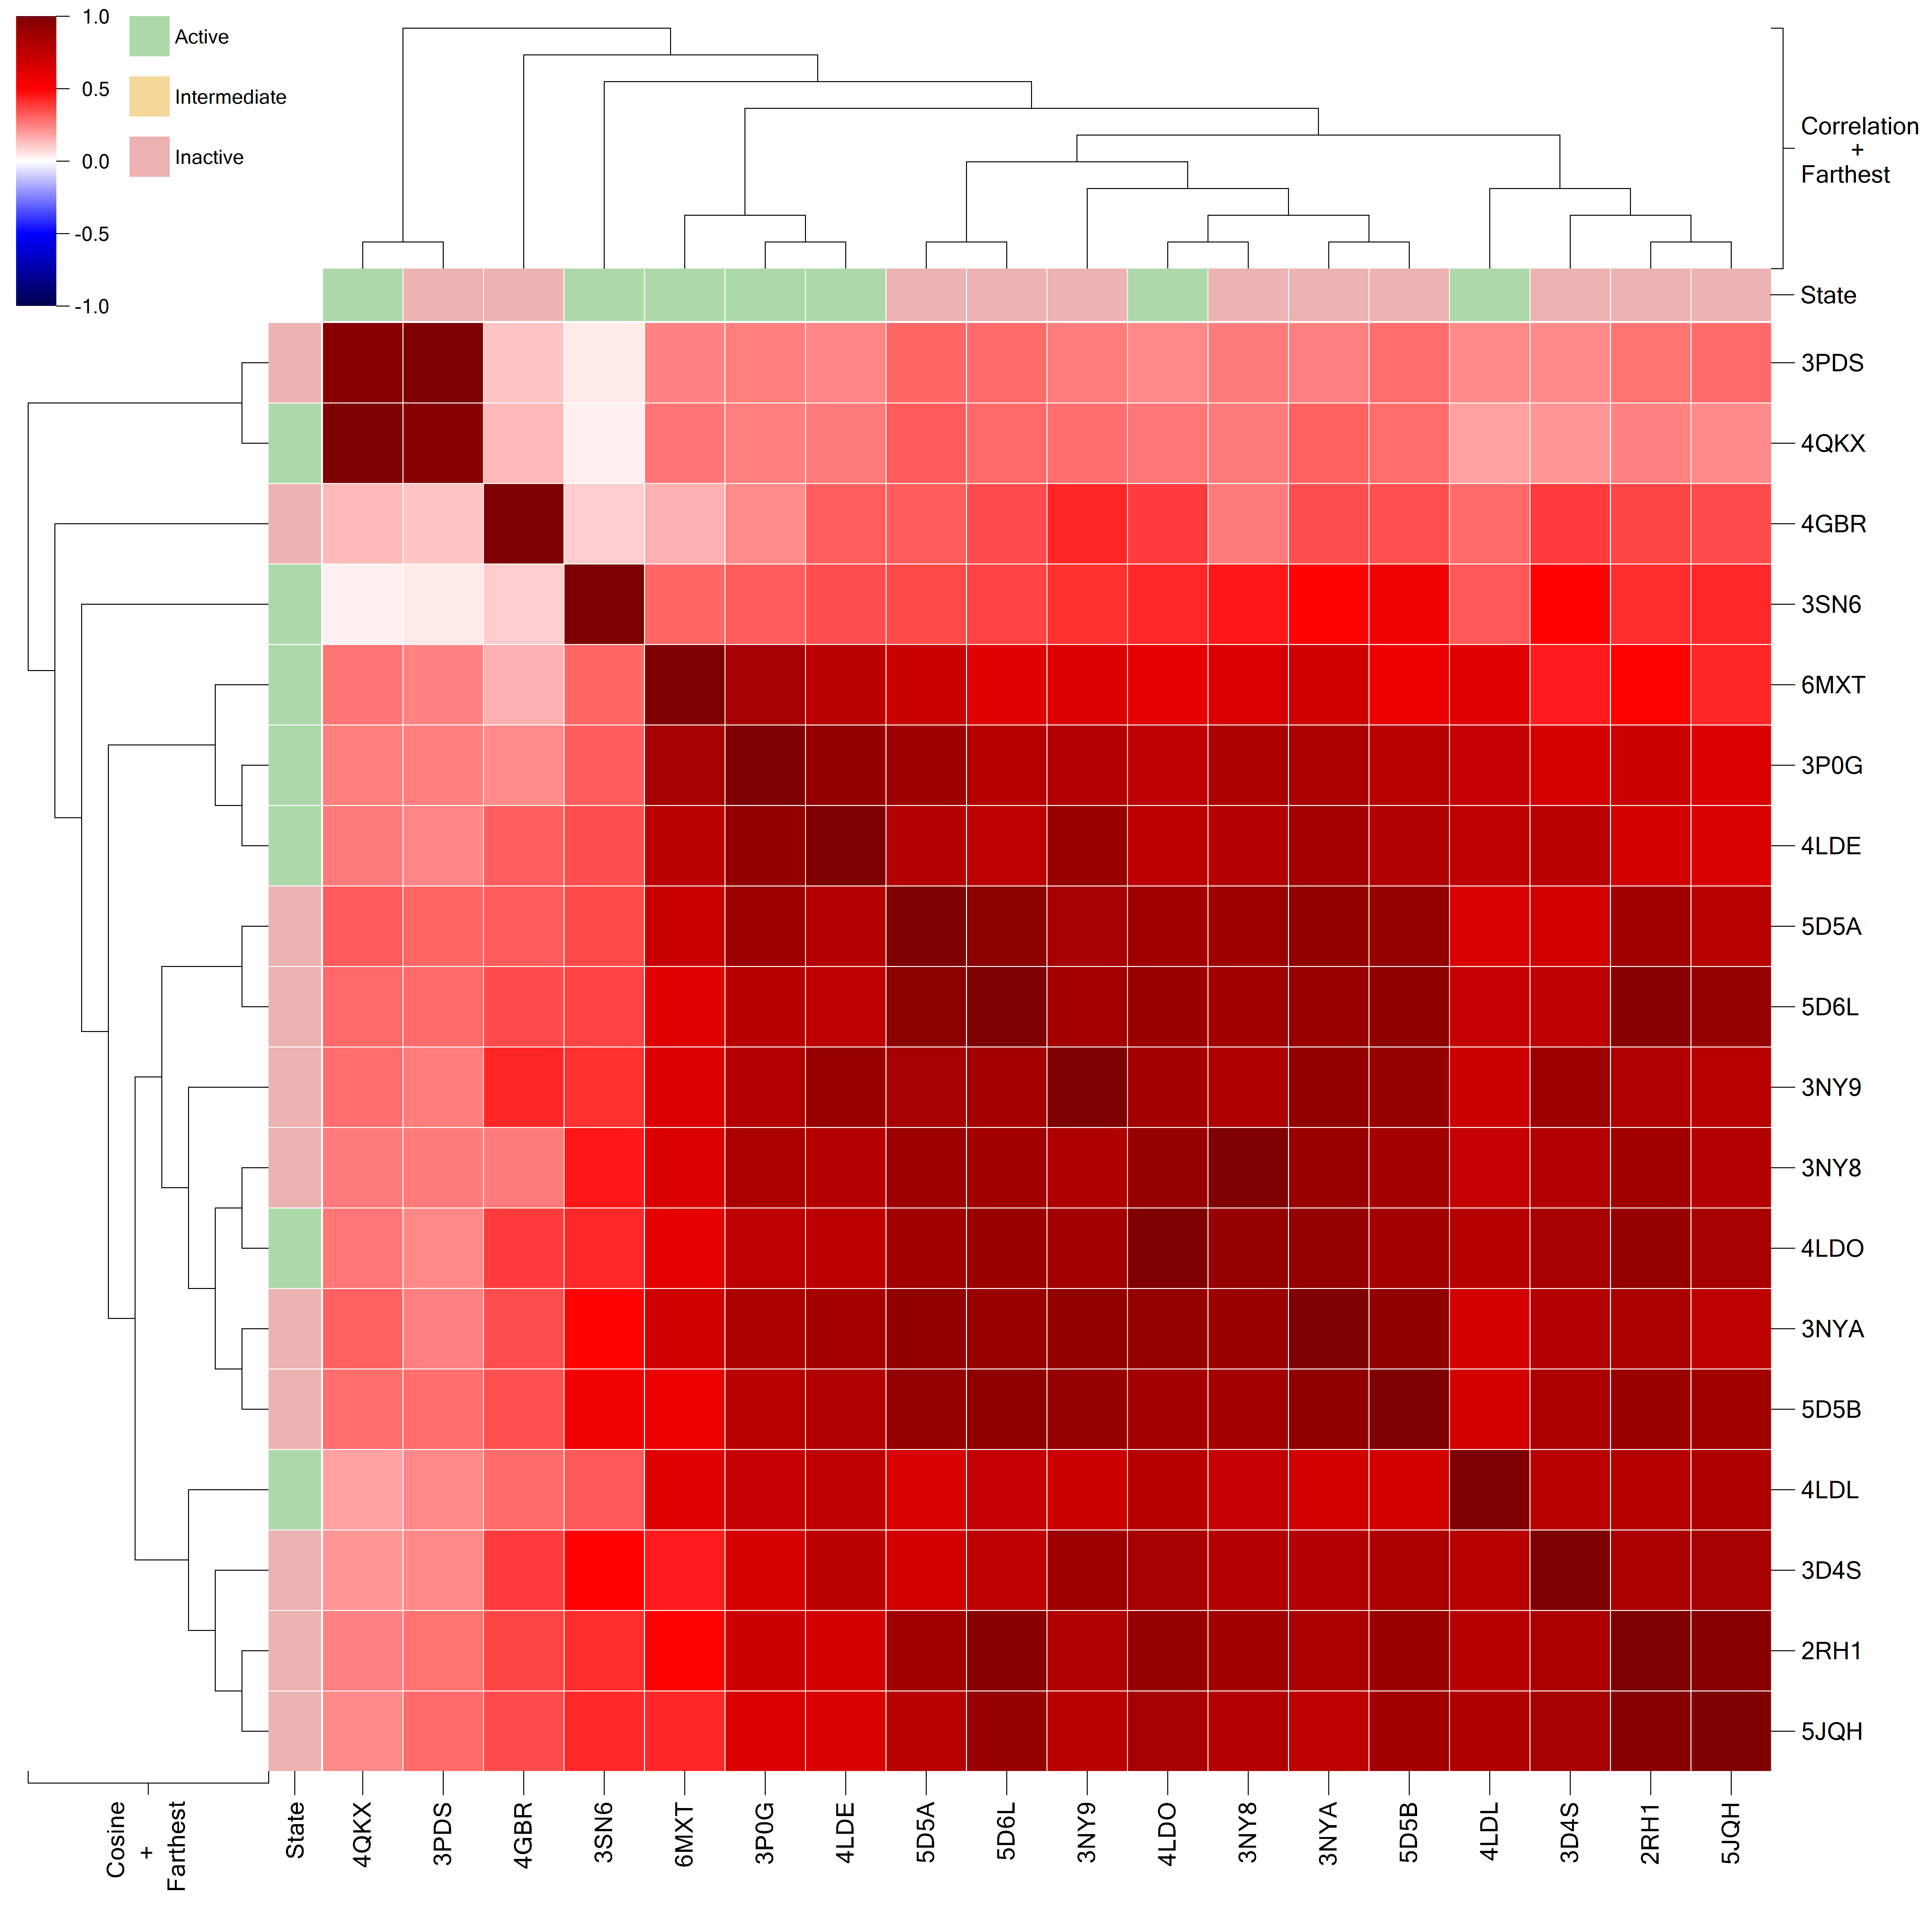 1.0
0.5
0.0
-0.5
-1.0
Active
Intermediate
Inactive
Correlation
+
Farthest
State
3PDS
4QKX
4GBR
3SN6
6MXT
3P0G
4LDE
5D5A
5D6L
3NY9
3NY8
4LDO
3NYA
5D5B
4LDL
3D4S
2RH1
5JQH
Cosine
+
Farthest
State
4QKX
3PDS
4GBR
3SN6
6MXT
3P0G
4LDE
5D5A
5D6L
3NY9
4LDO
3NY8
3NYA
5D5B
4LDL
3D4S
2RH1
5JQH